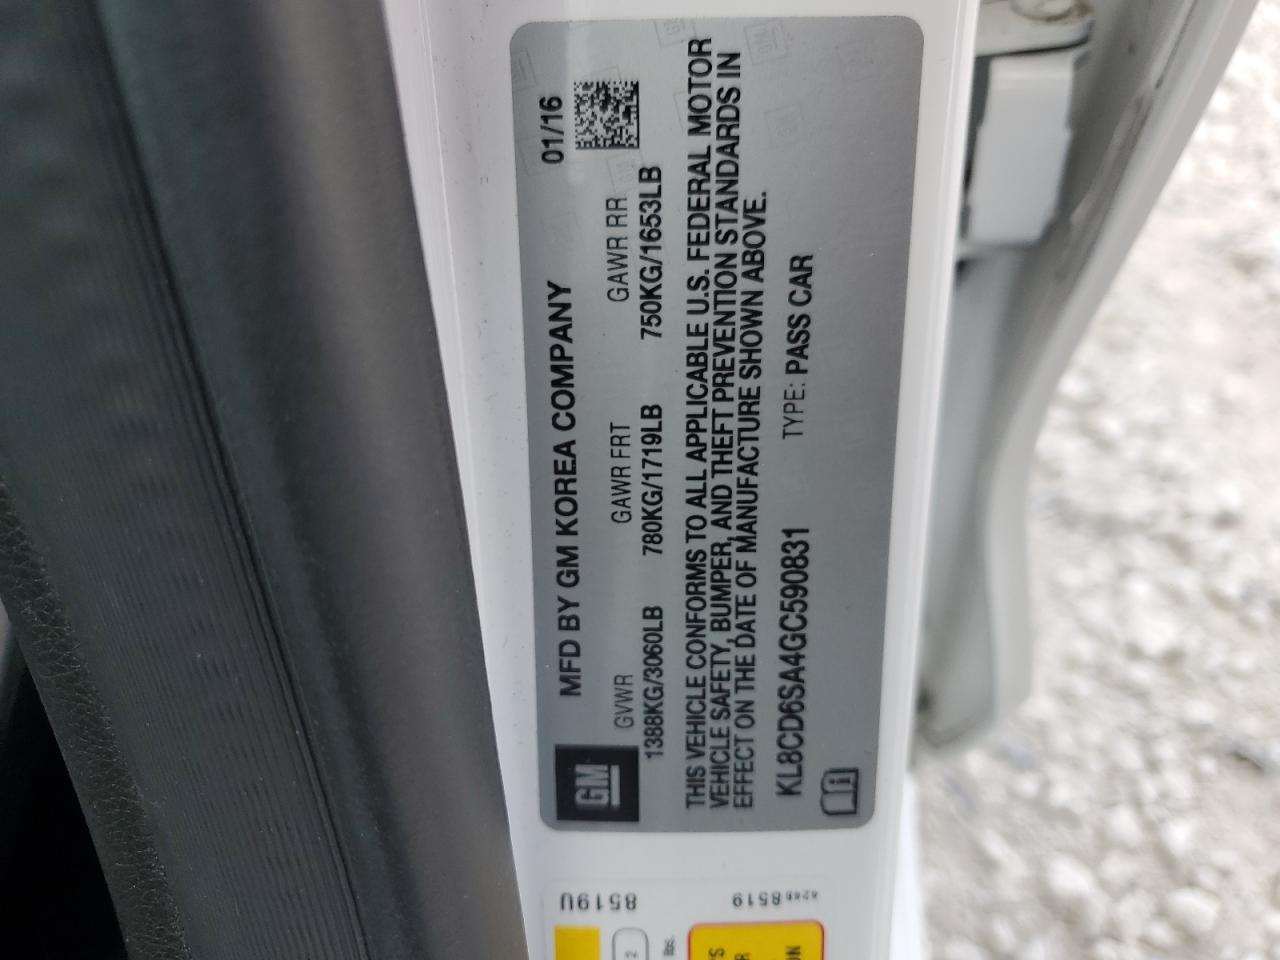 MFD BY GM KOREA COMPANY 01/16
GM
GVWR GAWR FRT GAWR RR
1388KG/3060LB 780KG/1719LB 750KG/1653LB
THIS VEHICLE CONFORMS TO ALL APPLICABLE U.S. FEDERAL MOTOR
VEHICLE SAFETY, BUMPER, AND THEFT PREVENTION STANDARDS IN
EFFECT ON THE DATE OF MANUFACTURE SHOWN ABOVE.
KL8CD6SA4GC590831 TYPE: PASS CAR
8519U
8519
2
lbs.